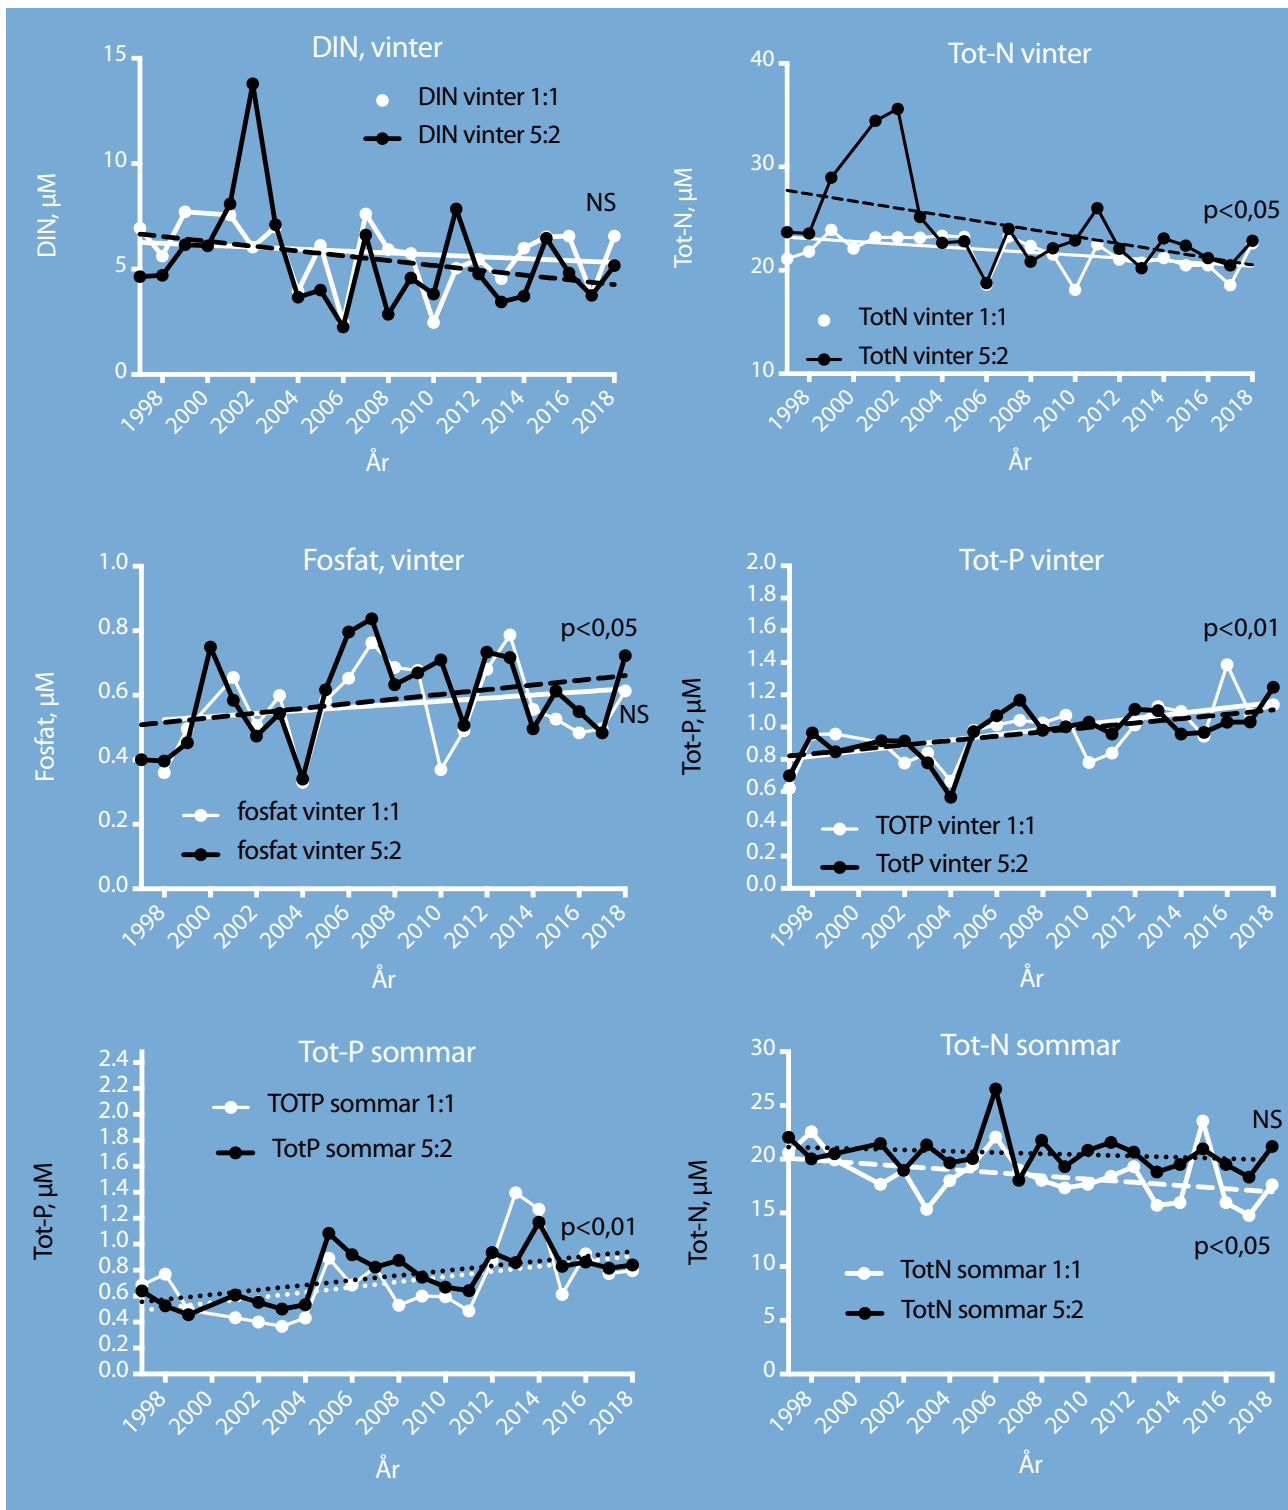 DIN, vinter
15
10
5
0
DIN, µM
DIN vinter 1:1
DIN vinter 5:2
NS
1998
2000
2002
2004
2006
2008
2010
2012
2014
2016
2018
År
Tot-N vinter
40
30
20
10
Tot-N, µM
p<0,05
TotN vinter 1:1
TotN vinter 5:2
1998
2000
2002
2004
2006
2008
2010
2012
2014
2016
2018
År
Fosfat, vinter
1.0
0.8
0.6
0.4
0.2
0.0
Fosfat, µM
p<0,05
NS
fosfat vinter 1:1
fosfat vinter 5:2
1998
2000
2002
2004
2006
2008
2010
2012
2014
2016
2018
År
Tot-P vinter
2.0
1.8
1.6
1.4
1.2
1.0
0.8
0.6
0.4
0.2
0.0
Tot-P, µM
p<0,01
TOTP vinter 1:1
TotP vinter 5:2
1998
2000
2002
2004
2006
2008
2010
2012
2014
2016
2018
År
Tot-P sommar
2.4
2.2
2.0
1.8
1.6
1.4
1.2
1.0
0.8
0.6
0.4
0.2
0.0
Tot-P, µM
TOTP sommar 1:1
TotP sommar 5:2
p<0,01
1998
2000
2002
2004
2006
2008
2010
2012
2014
2016
2018
År
Tot-N sommar
30
25
20
15
10
5
0
Tot-N, µM
NS
p<0,05
TotN sommar 1:1
TotN sommar 5:2
1998
2000
2002
2004
2006
2008
2010
2012
2014
2016
2018
År